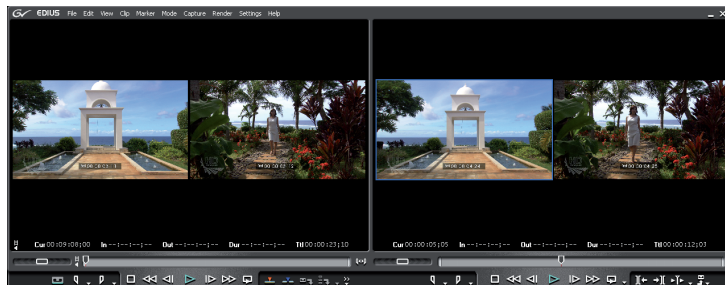 EDIUS File Edit View Clip Marker Mode Capture Render Settings Help
Cur 00:09:08;00 In --:--:--;-- Out --:--:--;-- Dur --:--:--;-- Ttl 00:00:23;10
Cur 00:00:05;05 In --:--:--;-- Out --:--:--;-- Dur --:--:--;-- Ttl 00:00:12;03